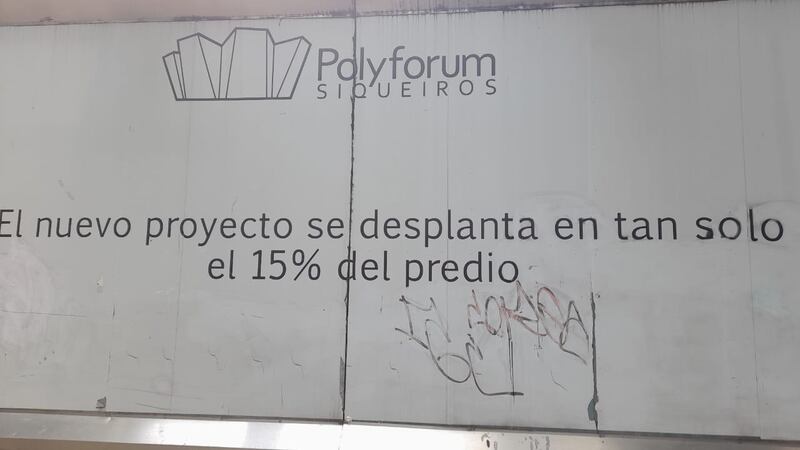 Polyforum
SIQUEIROS
El nuevo proyecto se desplanta en tan solo
el 15% del predio